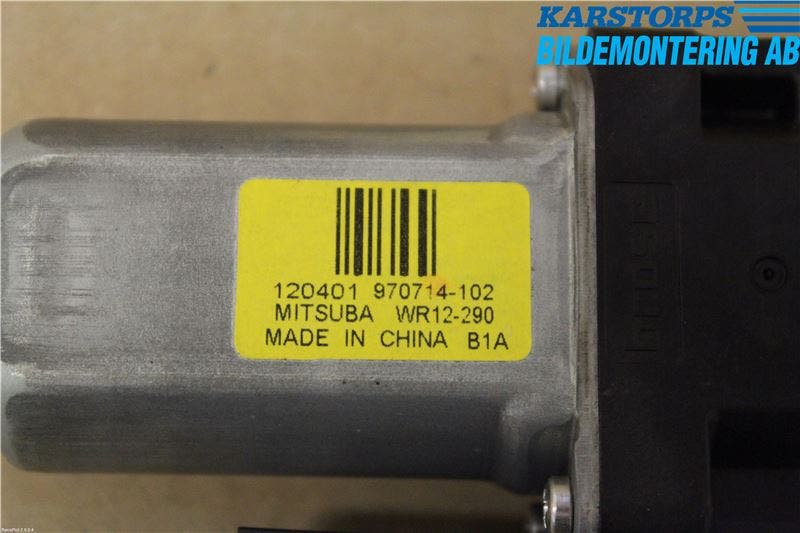 KARSTORPS
BILDEMONTERING AB
120401 970714-102
MITSUBA WR12-290
MADE IN CHINA B1A